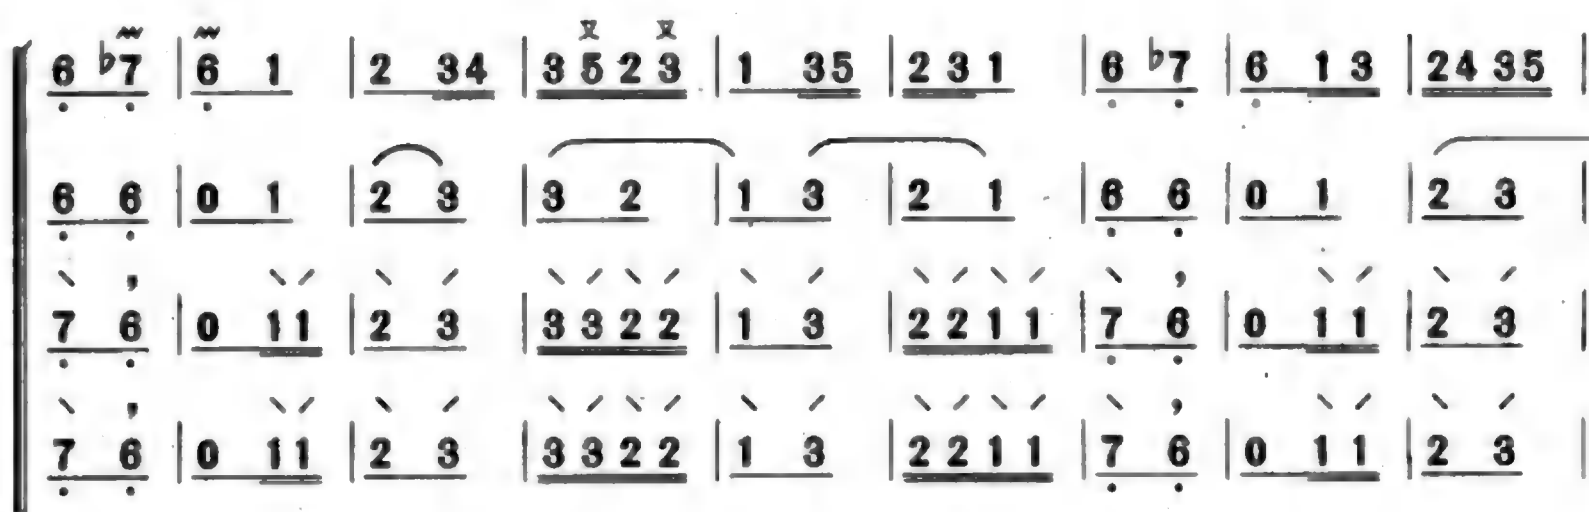 6 ♭7 | 6 1 | 2 34 | 3523 | 1 35 | 231 | 6 ♭7 | 6 13 | 2435 |
6 6 | 0 1 | 2 3 | 3 2 | 1 3 | 2 1 | 6 6 | 0 1 | 2 3 |
7 6 | 0 11 | 2 3 | 3322 | 1 3 | 2211 | 7 6 | 0 11 | 2 3 |
7 6 | 0 11 | 2 3 | 3322 | 1 3 | 2211 | 7 6 | 0 11 | 2 3 |